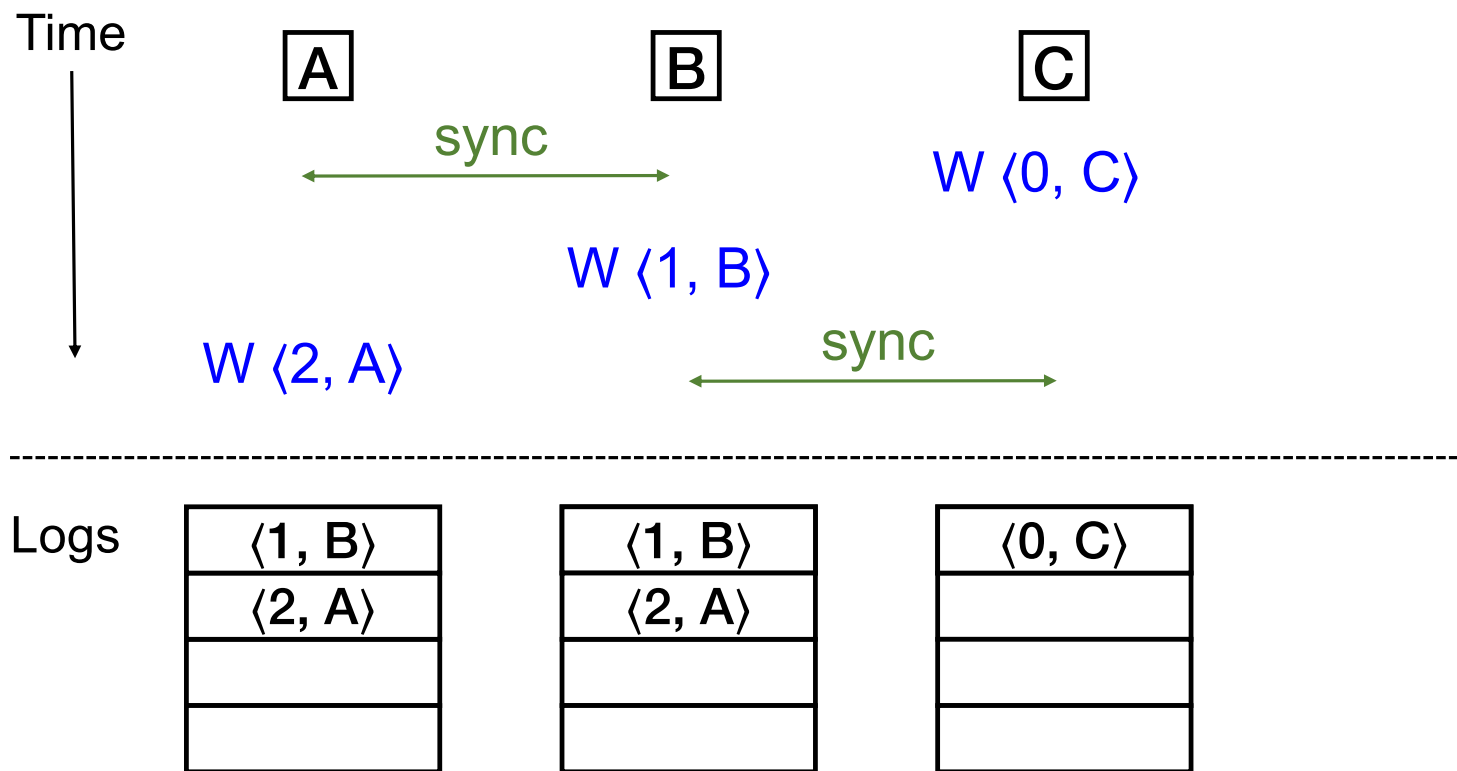 Time
A B C
sync
W ⟨0, C⟩
W ⟨1, B⟩
sync
W ⟨2, A⟩
Logs
⟨1, B⟩ ⟨1, B⟩ ⟨0, C⟩
⟨2, A⟩ ⟨2, A⟩